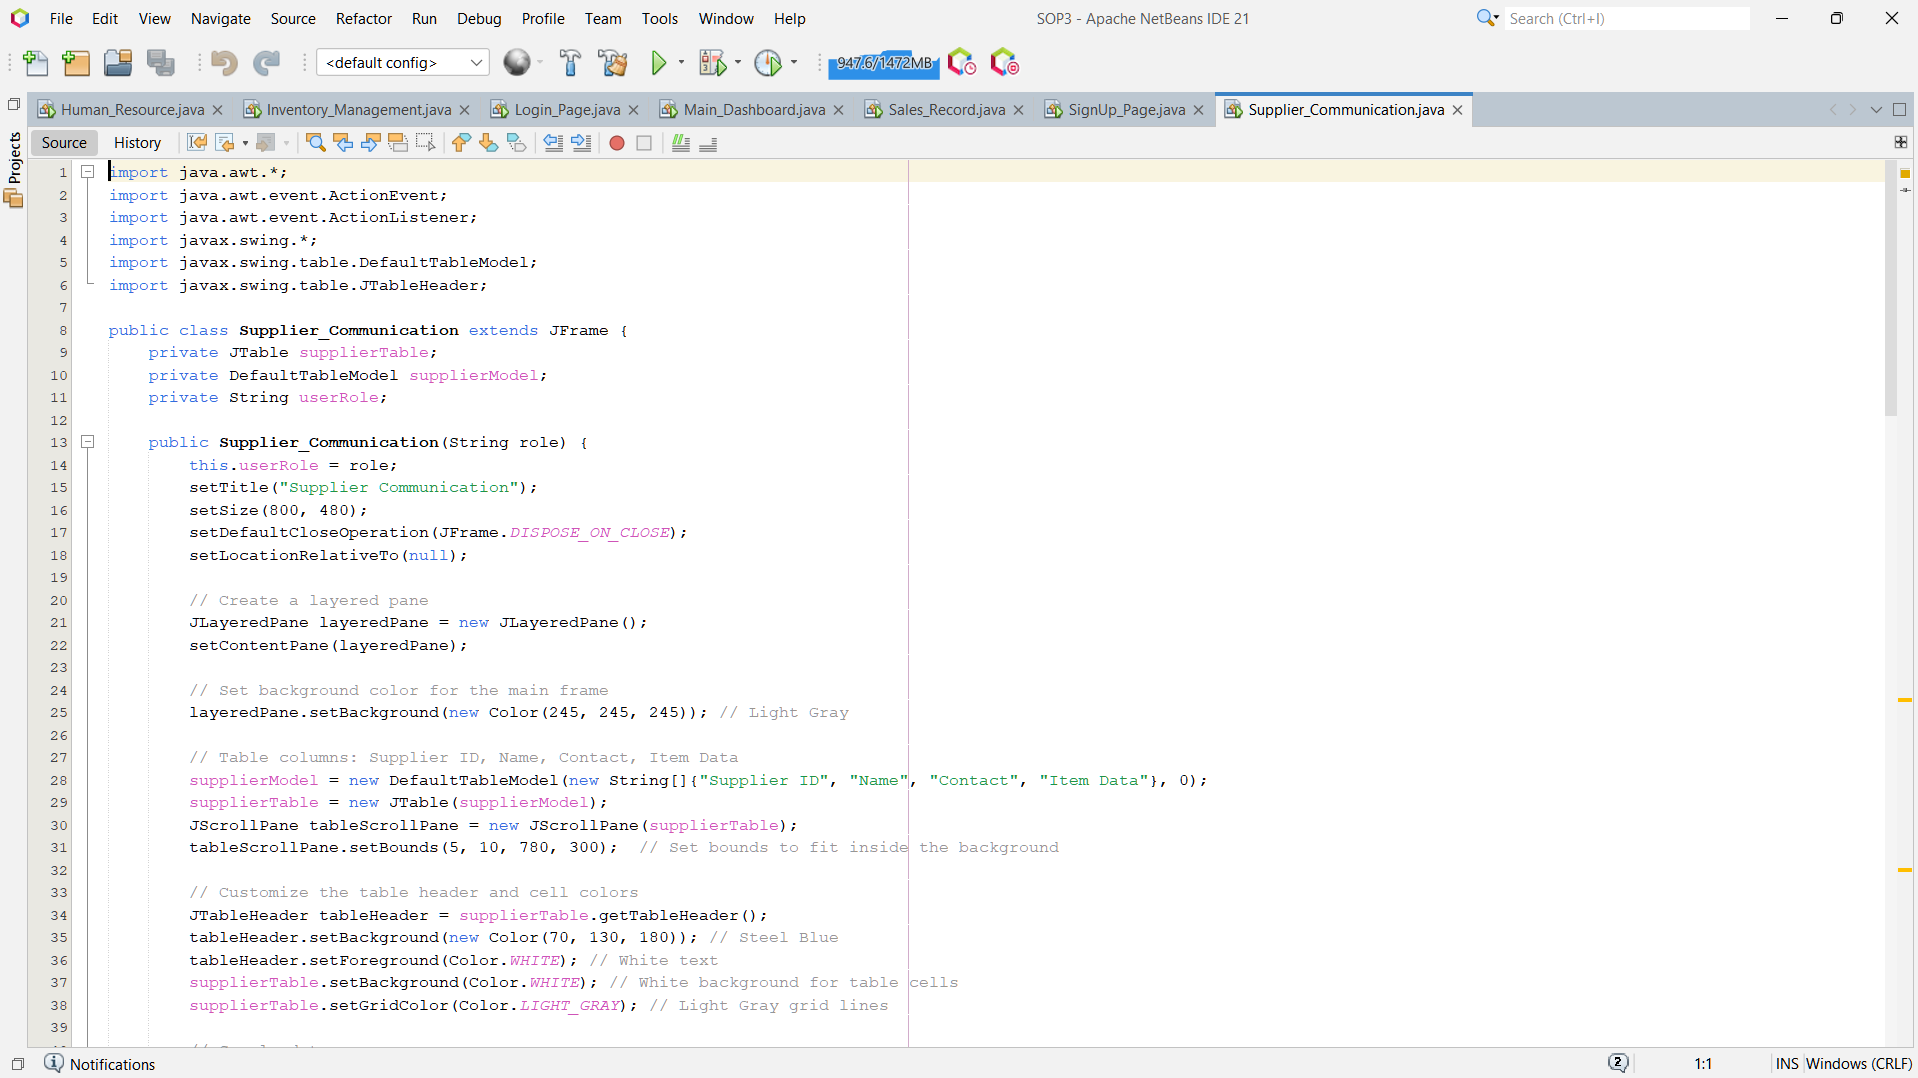 File Edit View Navigate Source Refactor Run Debug Profile Team Tools Window Help
SOP3 - Apache NetBeans IDE 21
Search (Ctrl+I)
<default config>
947.6/1472MB
Human_Resource.java
Inventory_Management.java
Login_Page.java
Main_Dashboard.java
Sales_Record.java
SignUp_Page.java
Supplier_Communication.java
Projects
Source
History
1 import java.awt.*;
2 import java.awt.event.ActionEvent;
3 import java.awt.event.ActionListener;
4 import javax.swing.*;
5 import javax.swing.table.DefaultTableModel;
6 import javax.swing.table.JTableHeader;
7
8 public class Supplier_Communication extends JFrame {
9 private JTable supplierTable;
10 private DefaultTableModel supplierModel;
11 private String userRole;
12
13 public Supplier_Communication(String role) {
14 this.userRole = role;
15 setTitle("Supplier Communication");
16 setSize(800, 480);
17 setDefaultCloseOperation(JFrame.DISPOSE_ON_CLOSE);
18 setLocationRelativeTo(null);
19
20 // Create a layered pane
21 JLayeredPane layeredPane = new JLayeredPane();
22 setContentPane(layeredPane);
23
24 // Set background color for the main frame
25 layeredPane.setBackground(new Color(245, 245, 245)); // Light Gray
26
27 // Table columns: Supplier ID, Name, Contact, Item Data
28 supplierModel = new DefaultTableModel(new String[]{"Supplier ID", "Name", "Contact", "Item Data"}, 0);
29 supplierTable = new JTable(supplierModel);
30 JScrollPane tableScrollPane = new JScrollPane(supplierTable);
31 tableScrollPane.setBounds(5, 10, 780, 300); // Set bounds to fit inside the background
32
33 // Customize the table header and cell colors
34 JTableHeader tableHeader = supplierTable.getTableHeader();
35 tableHeader.setBackground(new Color(70, 130, 180)); // Steel Blue
36 tableHeader.setForeground(Color.WHITE); // White text
37 supplierTable.setBackground(Color.WHITE); // White background for table cells
38 supplierTable.setGridColor(Color.LIGHT_GRAY); // Light Gray grid lines
39
Notifications
2
1:1
INS
Windows (CRLF)